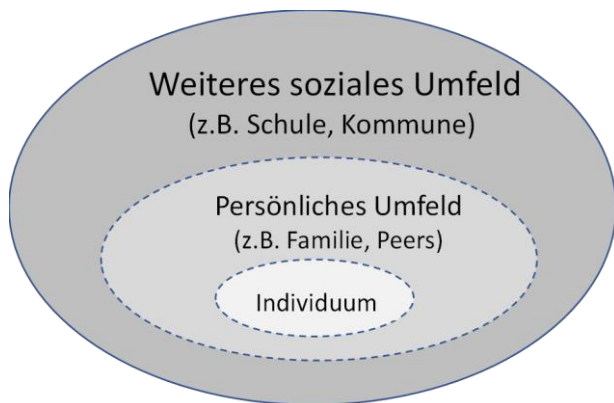 Weiteres soziales Umfeld
(z.B. Schule, Kommune)
Persönliches Umfeld
(z.B. Familie, Peers)
Individuum